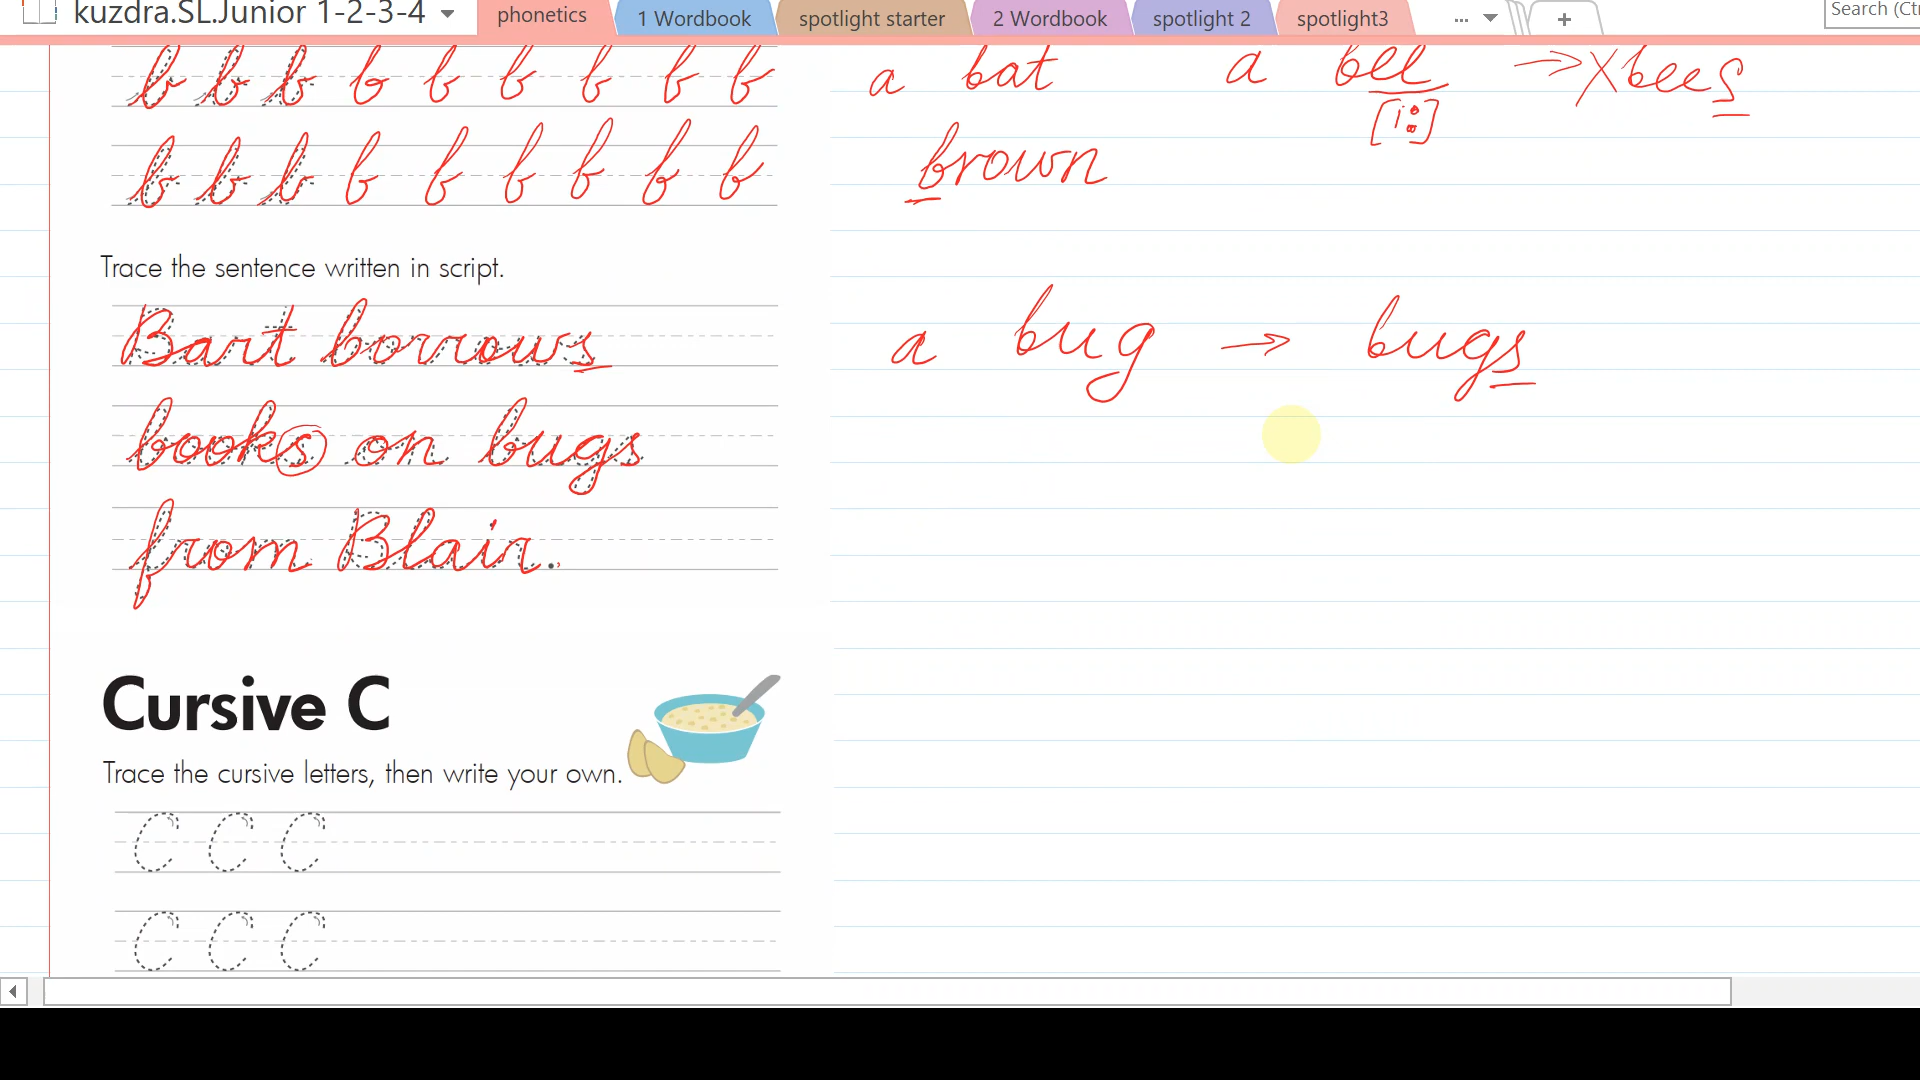 kuzdra.SL.Junior 1-2-3-4
phonetics
1 Wordbook
spotlight starter
2 Wordbook
spotlight 2
spotlight3
...
+
Search (Ct
b b b b b b b b b
b b b b b b b b b
Trace the sentence written in script.
Bart borrows
books on bugs
from Blair.
Cursive C
Trace the cursive letters, then write your own.
C C C
C C C
a bat a bee → X bees
[i:]
brown
a bug → bugs